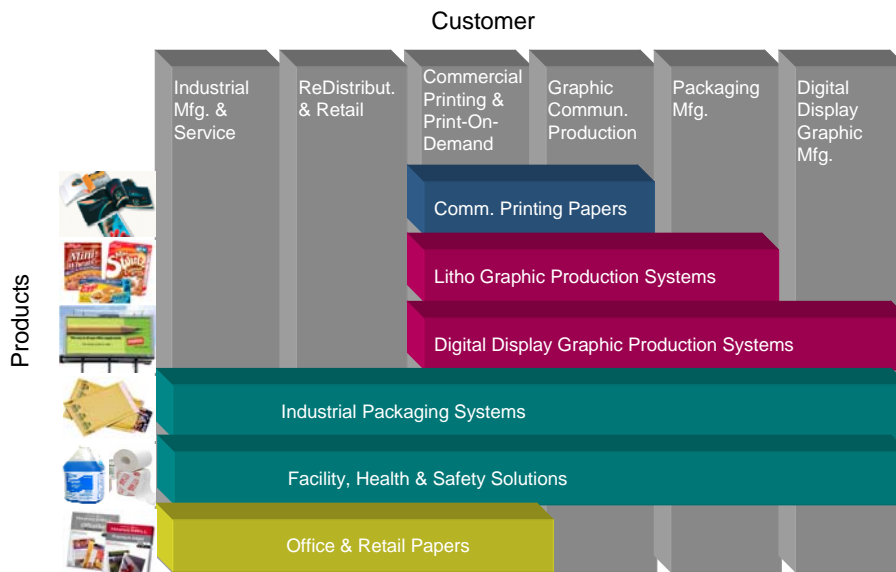 Customer
Industrial
Mfg. &
Service
ReDistribut.
& Retail
Commercial
Printing &
Print-On-
Demand
Graphic
Commun.
Production
Packaging
Mfg.
Digital
Display
Graphic
Mfg.
Products
Comm. Printing Papers
Mini
Litho Graphic Production Systems
Digital Display Graphic Production Systems
Industrial Packaging Systems
Facility, Health & Safety Solutions
Office & Retail Papers